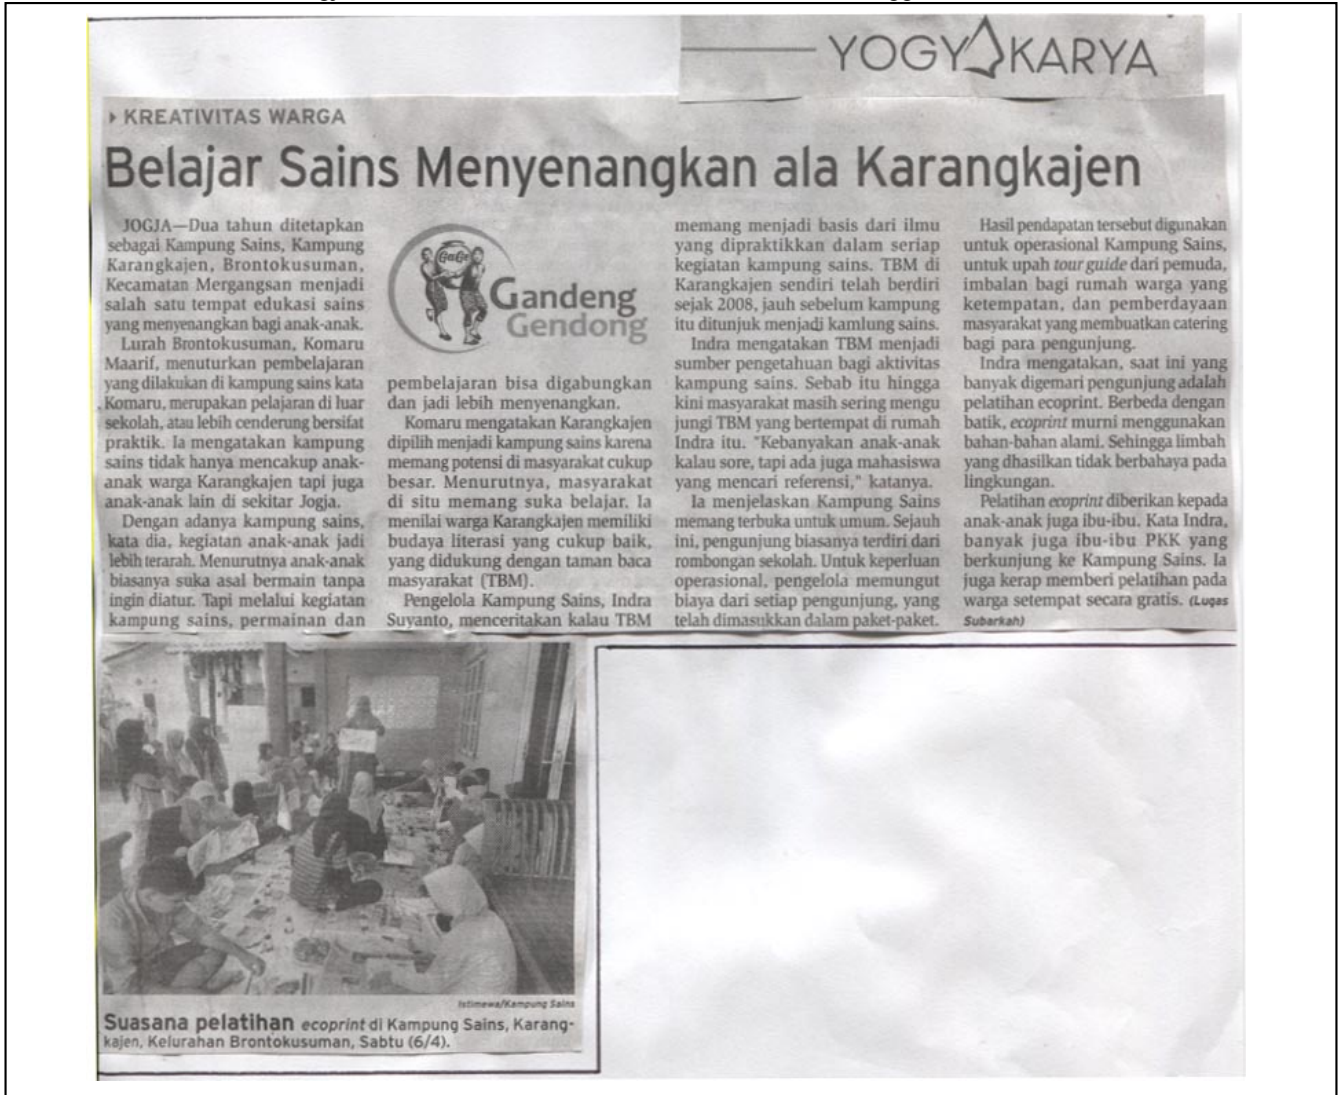 YOGYAKARYA
KREATIVITAS WARGA
Belajar Sains Menyenangkan ala Karangkajen
JOGJA—Dua tahun ditetapkan
sebagai Kampung Sains, Kampung
Karangkajen, Brontokusuman,
Kecamatan Mergangsan menjadi
salah satu tempat edukasi sains
yang menyenangkan bagi anak-anak.
Lurah Brontokusuman, Komaru
Maarif, menuturkan pembelajaran
yang dilakukan di kampung sains kata
Komaru, merupakan pelajaran di luar
sekolah, atau lebih cenderung bersifat
praktik. Ia mengatakan kampung
sains tidak hanya mencakup anak-
anak warga Karangkajen tapi juga
anak-anak lain di sekitar Jogja.
Dengan adanya kampung sains,
kata dia, kegiatan anak-anak jadi
lebih terarah. Menurutnya anak-anak
biasanya suka asal bermain tanpa
ingin diatur. Tapi melalui kegiatan
kampung sains, permainan dan
Gandeng
Gendong
pembelajaran bisa digabungkan
dan jadi lebih menyenangkan.
Komaru mengatakan Karangkajen
dipilih menjadi kampung sains karena
memang potensi di masyarakat cukup
besar. Menurutnya, masyarakat
di situ memang suka belajar. Ia
menilai warga Karangkajen memiliki
budaya literasi yang cukup baik,
yang didukung dengan taman baca
masyarakat (TBM).
Pengelola Kampung Sains, Indra
Suyanto, menceritakan kalau TBM
memang menjadi basis dari ilmu
yang dipraktikkan dalam seriap
kegiatan kampung sains. TBM di
Karangkajen sendiri telah berdiri
sejak 2008, jauh sebelum kampung
itu ditunjuk menjadi kamlung sains.
Indra mengatakan TBM menjadi
sumber pengetahuan bagi aktivitas
kampung sains. Sebab itu hingga
kini masyarakat masih sering mengu
jungi TBM yang bertempat di rumah
Indra itu. "Kebanyakan anak-anak
kalau sore, tapi ada juga mahasiswa
yang mencari referensi," katanya.
Ia menjelaskan Kampung Sains
memang terbuka untuk umum. Sejauh
ini, pengunjung biasanya terdiri dari
rombongan sekolah. Untuk keperluan
operasional, pengelola memungut
biaya dari setiap pengunjung, yang
telah dimasukkan dalam paket-paket.
Hasil pendapatan tersebut digunakan
untuk operasional Kampung Sains,
untuk upah tour guide dari pemuda,
imbalan bagi rumah warga yang
ketempatan, dan pemberdayaan
masyarakat yang membuatkan catering
bagi para pengunjung.
Indra mengatakan, saat ini yang
banyak digemari pengunjung adalah
pelatihan ecoprint. Berbeda dengan
batik, ecoprint murni menggunakan
bahan-bahan alami. Sehingga limbah
yang dhasilkan tidak berbahaya pada
lingkungan.
Pelatihan ecoprint diberikan kepada
anak-anak juga ibu-ibu. Kata Indra,
banyak juga ibu-ibu PKK yang
berkunjung ke Kampung Sains. Ia
juga kerap memberi pelatihan pada
warga setempat secara gratis. (Lugas
Subarkah)
Istimewa/Kampung Sains
Suasana pelatihan ecoprint di Kampung Sains, Karang-
kajen, Kelurahan Brontokusuman, Sabtu (6/4).